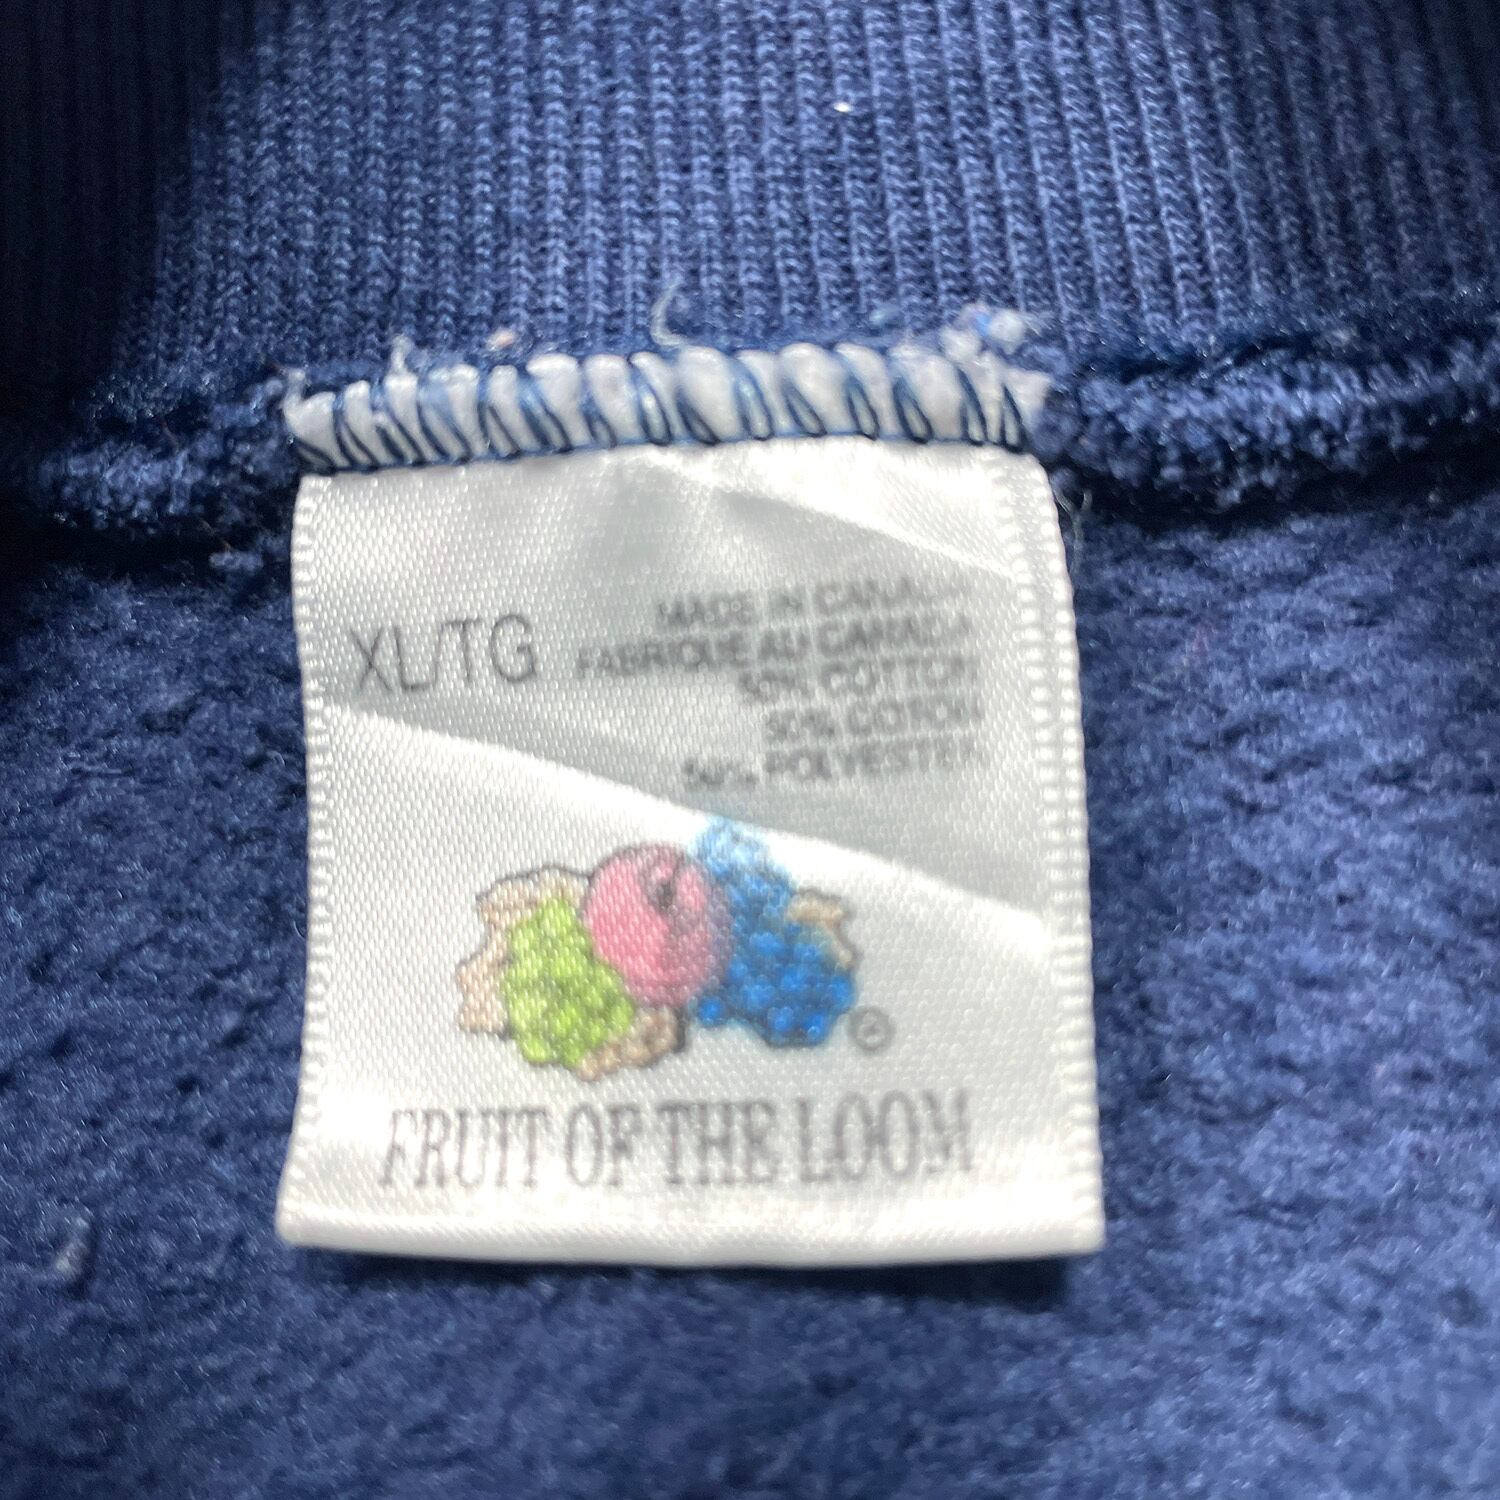 XL/TG
MADE IN CANADA
FABRIQUE AU CANADA
50% COTTON
50% COTON
50% POLYESTER
FRUIT OF THE LOOM